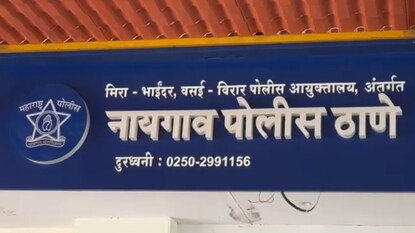 मिरा - भाईंदर, वसई - विरार पोलीस आयुक्तालय, अंतर्गत
नायगाव पोलीस ठाणे
दुरध्वनी : 0250-2991156
महाराष्ट्र पोलीस